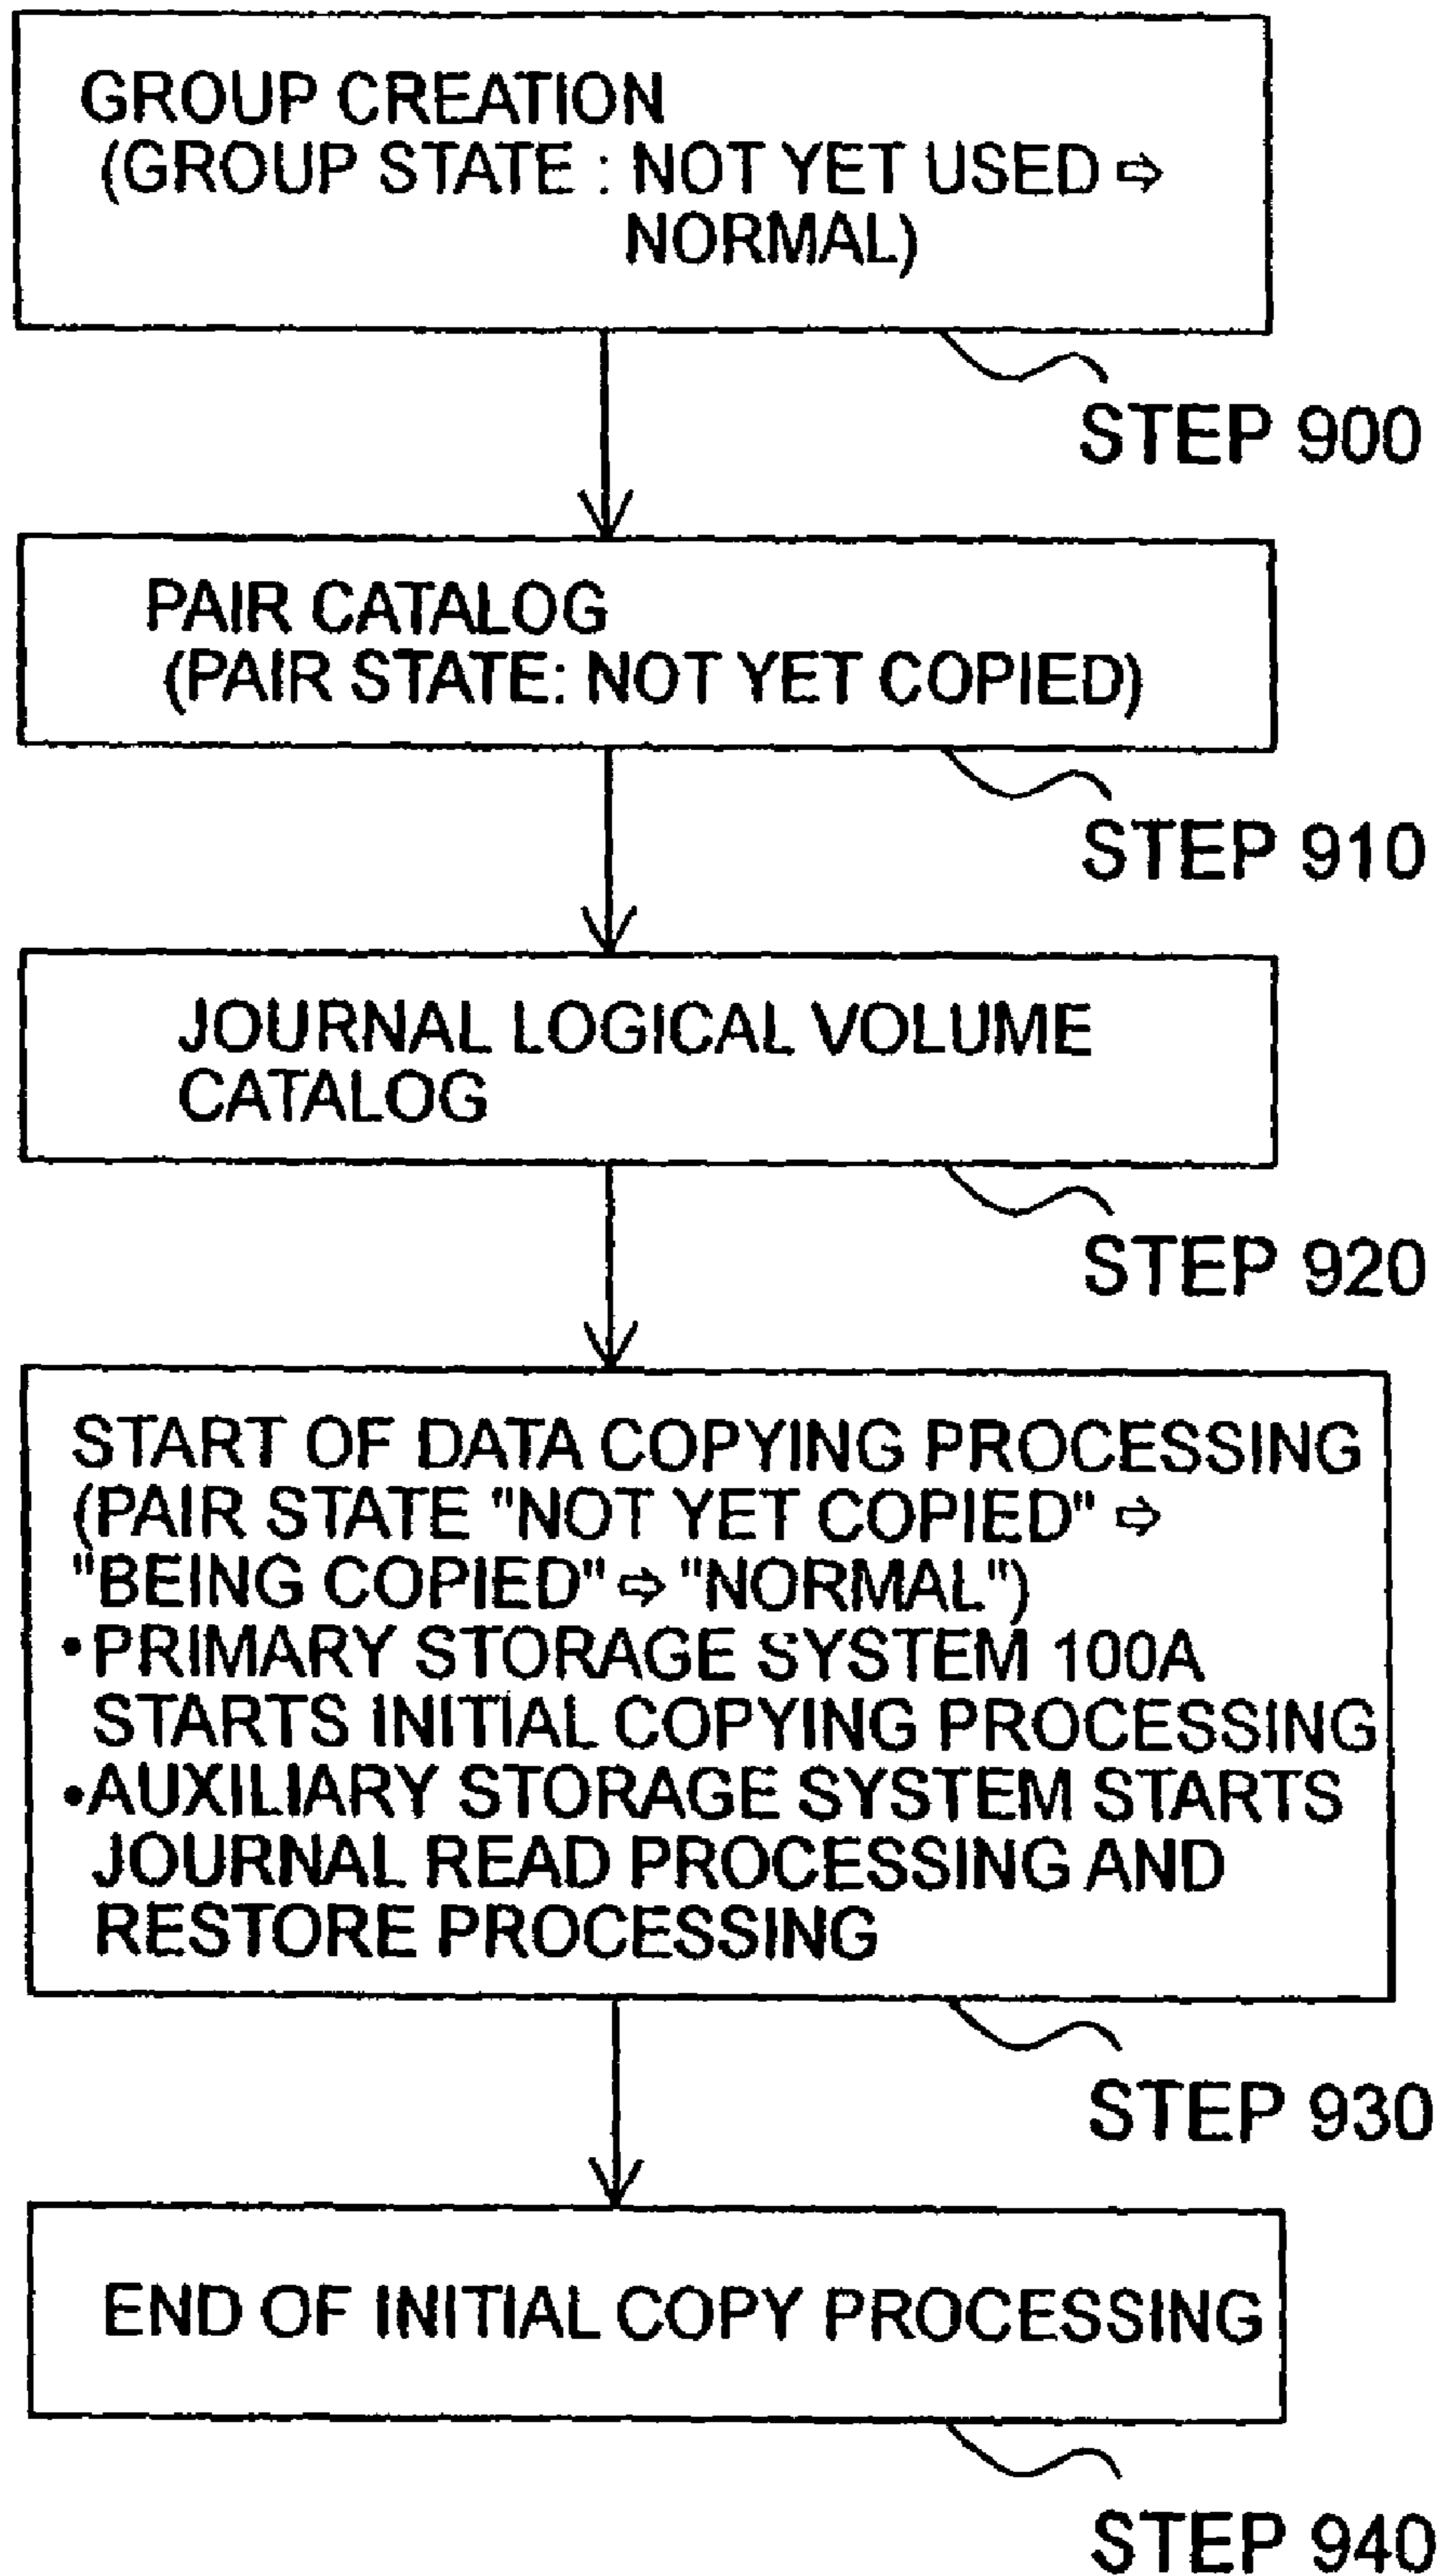 GROUP CREATION
(GROUP STATE : NOT YET USED ⇨
NORMAL)
STEP 900
PAIR CATALOG
(PAIR STATE: NOT YET COPIED)
STEP 910
JOURNAL LOGICAL VOLUME
CATALOG
STEP 920
START OF DATA COPYING PROCESSING
(PAIR STATE "NOT YET COPIED" ⇨
"BEING COPIED" ⇨ "NORMAL")
•PRIMARY STORAGE SYSTEM 100A
STARTS INITIAL COPYING PROCESSING
•AUXILIARY STORAGE SYSTEM STARTS
JOURNAL READ PROCESSING AND
RESTORE PROCESSING
STEP 930
END OF INITIAL COPY PROCESSING
STEP 940